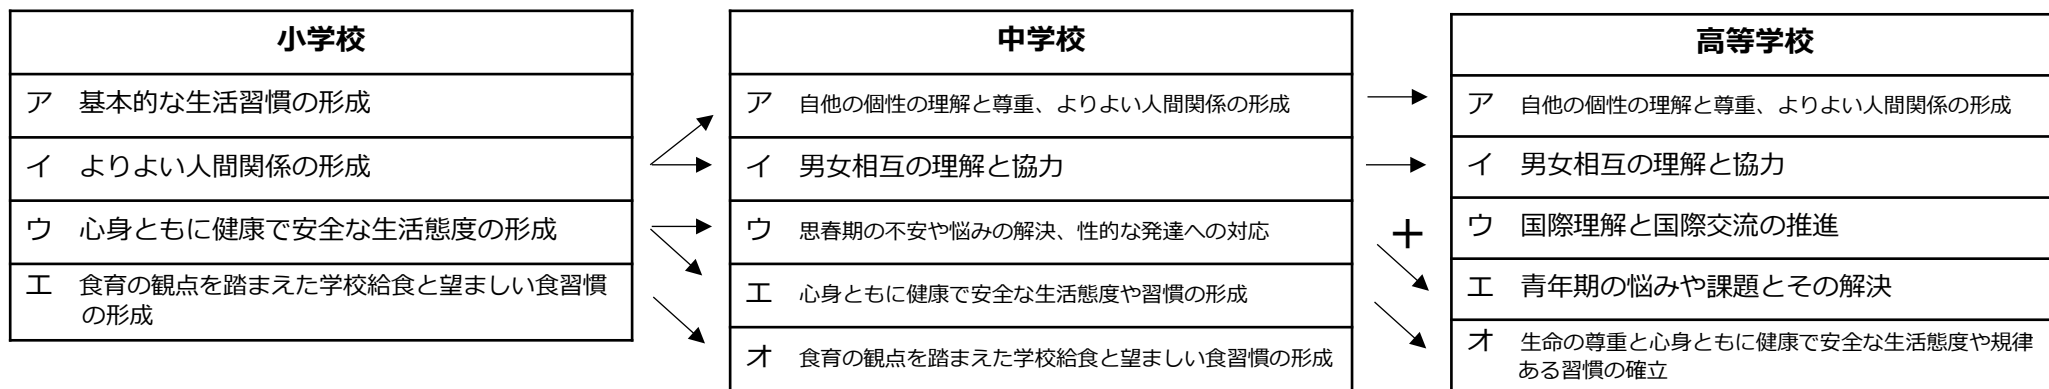 小学校
ア 基本的な生活習慣の形成
イ よりよい人間関係の形成
ウ 心身ともに健康で安全な生活態度の形成
エ 食育の観点を踏まえた学校給食と望ましい食習慣
の形成
中学校
ア 自他の個性の理解と尊重、よりよい人間関係の形成
イ 男女相互の理解と協力
ウ 思春期の不安や悩みの解決、性的な発達への対応
エ 心身ともに健康で安全な生活態度や習慣の形成
オ 食育の観点を踏まえた学校給食と望ましい食習慣の形成
＋
高等学校
ア 自他の個性の理解と尊重、よりよい人間関係の形成
イ 男女相互の理解と協力
ウ 国際理解と国際交流の推進
エ 青年期の悩みや課題とその解決
オ 生命の尊重と心身ともに健康で安全な生活態度や規律
ある習慣の確立